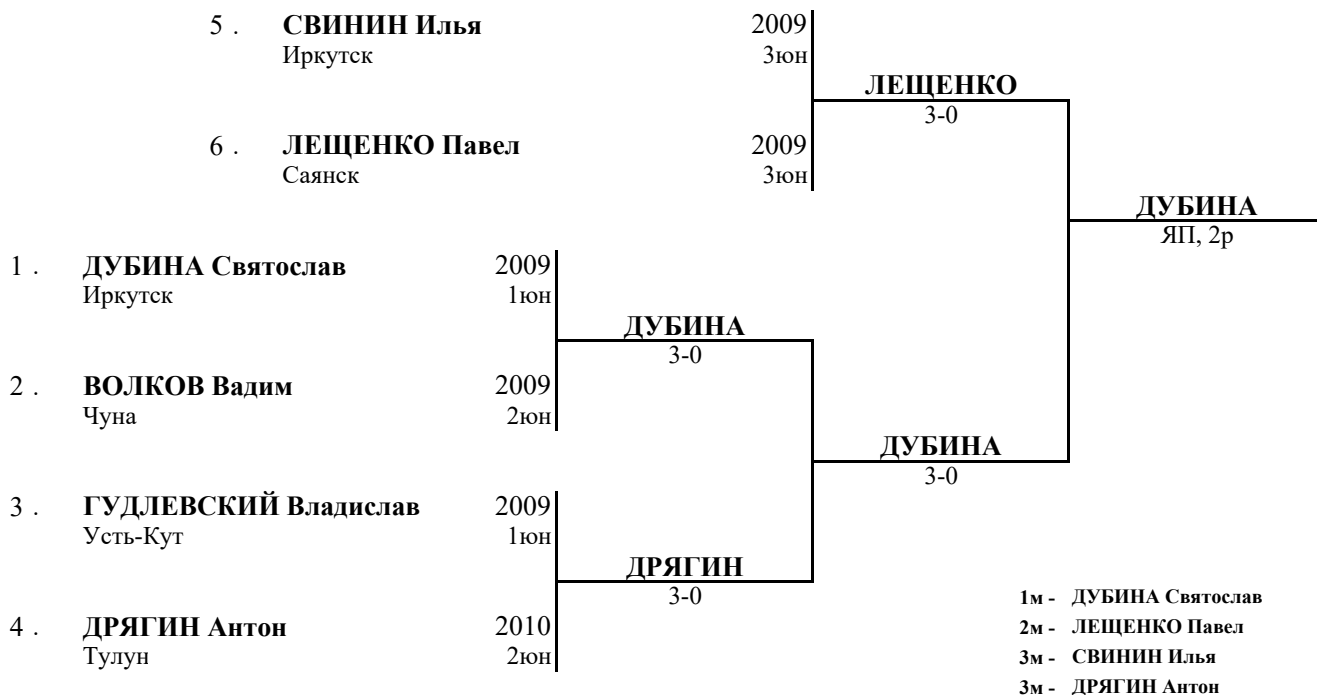 5 . СВИНИН Илья 2009
Иркутск 3юн
ЛЕЩЕНКО
3-0
6 . ЛЕЩЕНКО Павел 2009
Саянск 3юн
ДУБИНА
ЯП, 2р
1 . ДУБИНА Святослав 2009
Иркутск 1юн
ДУБИНА
3-0
2 . ВОЛКОВ Вадим 2009
Чуна 2юн
ДУБИНА
3-0
3 . ГУДЛЕВСКИЙ Владислав 2009
Усть-Кут 1юн
ДРЯГИН
3-0
4 . ДРЯГИН Антон 2010
Тулун 2юн
1м - ДУБИНА Святослав
2м - ЛЕЩЕНКО Павел
3м - СВИНИН Илья
3м - ДРЯГИН Антон